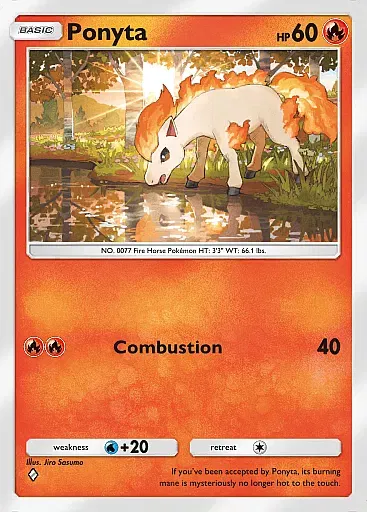 BASIC Ponyta HP 60
NO. 0077 Fire Horse Pokémon HT: 3'3" WT: 66.1 lbs.
Combustion 40
weakness +20 retreat
Illus. Jiro Sasumo
If you've been accepted by Ponyta, its burning
mane is mysteriously no longer hot to the touch.